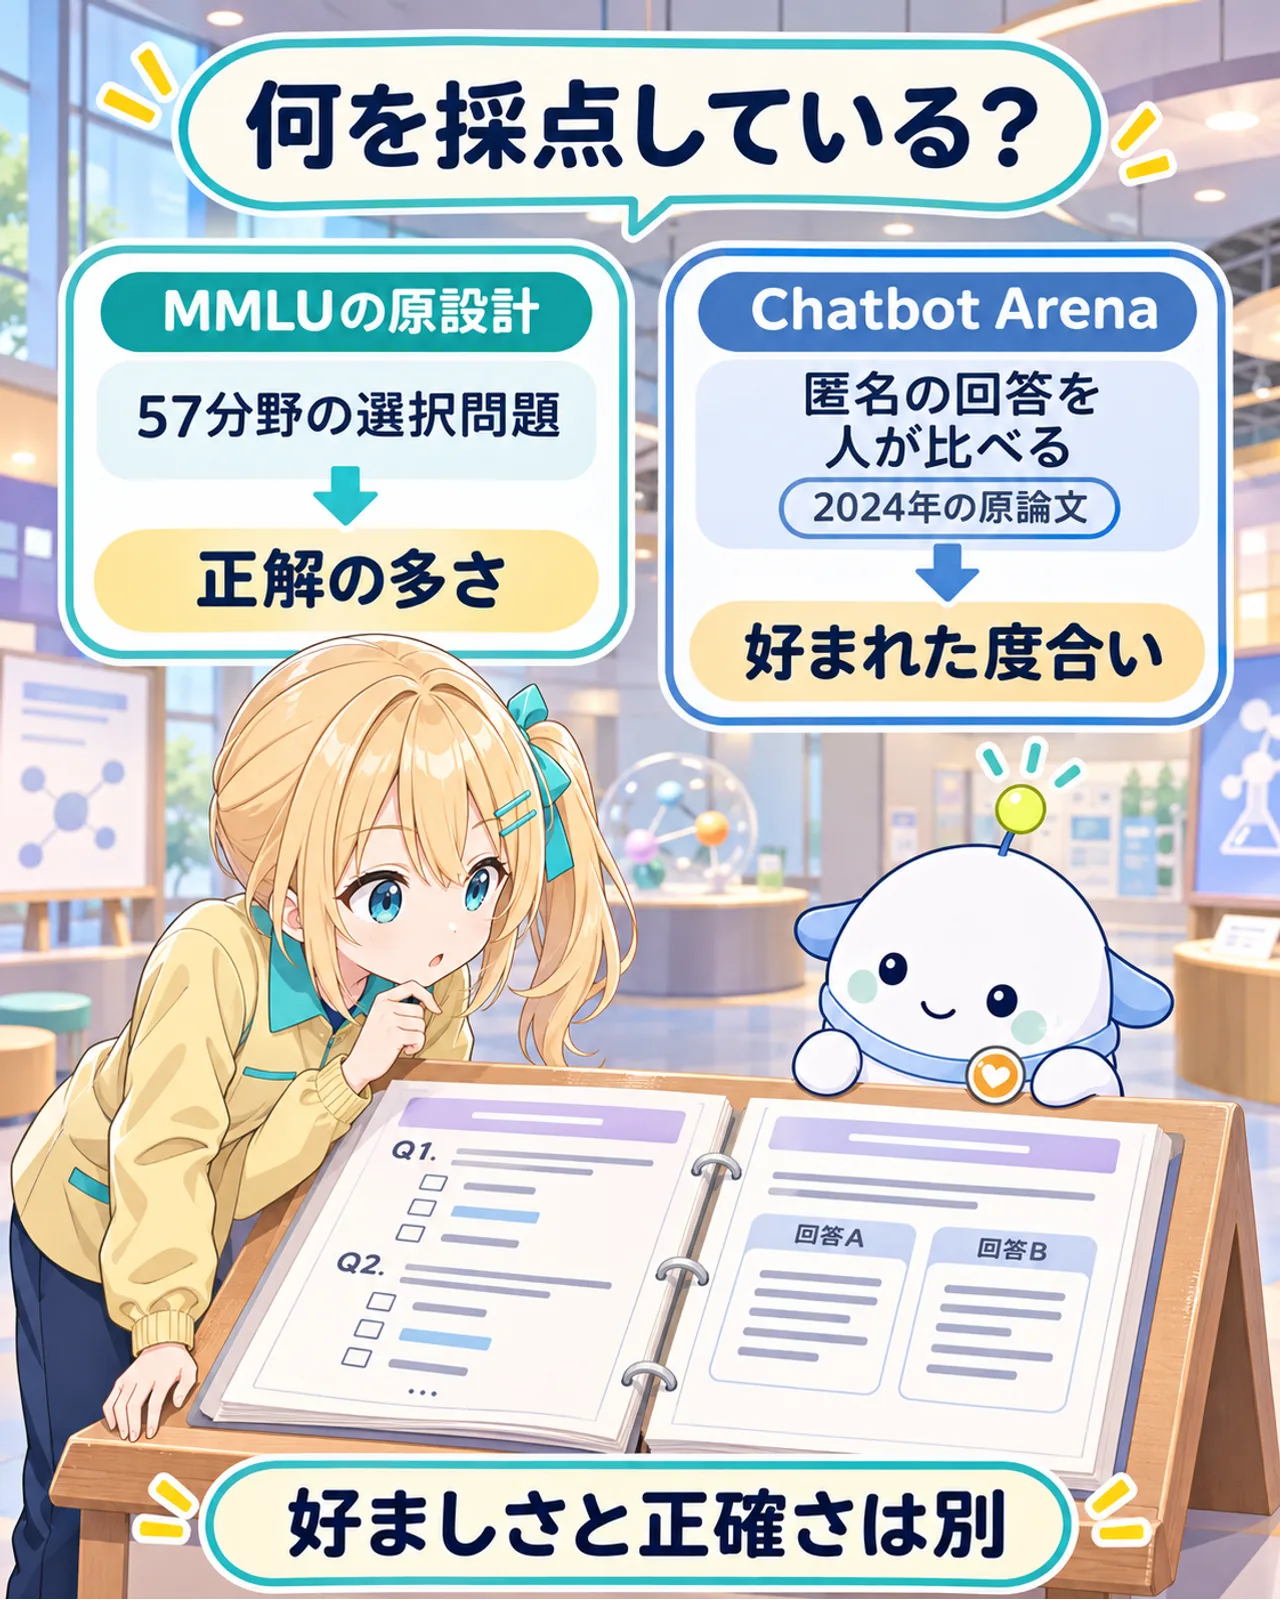 何を採点している?
MMLUの原設計
57分野の選択問題
正解の多さ
Chatbot Arena
匿名の回答を
人が比べる
2024年の原論文
好まれた度合い
Q1.
Q2.
...
回答A
回答B
好ましさと正確さは別